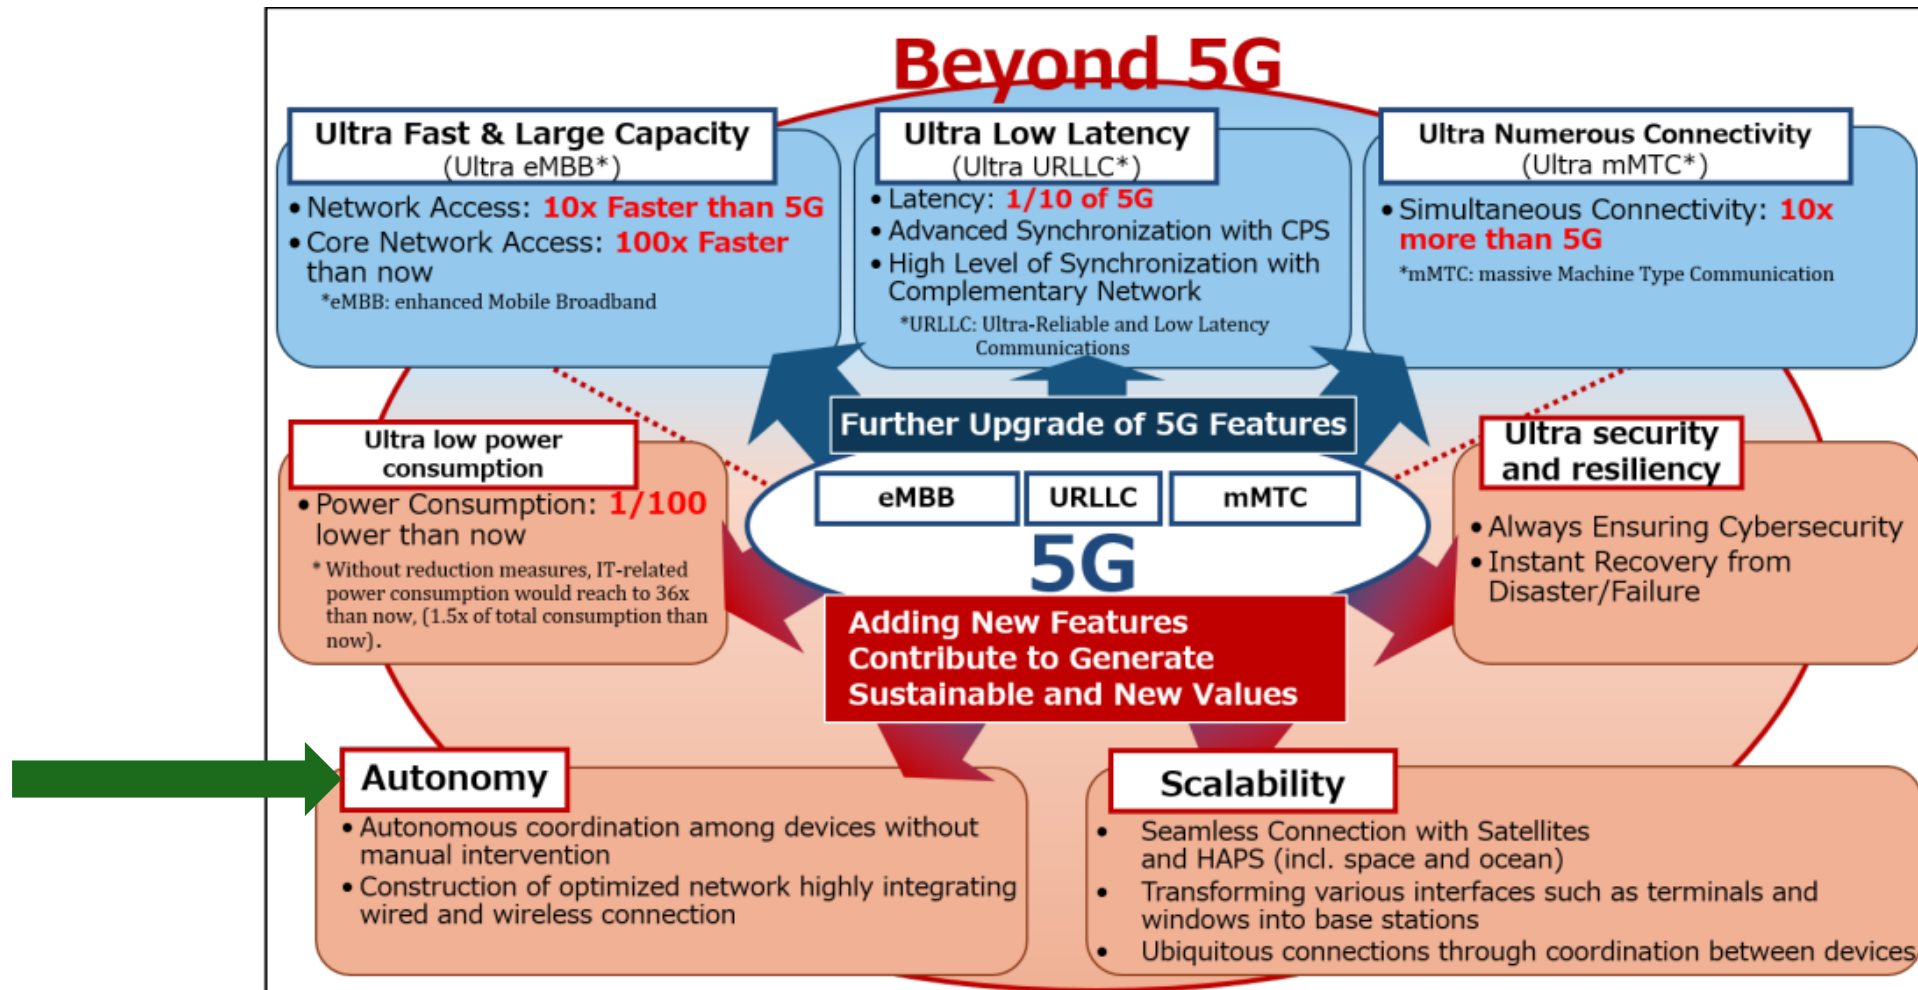 Beyond 5G
Ultra Fast & Large Capacity
(Ultra eMBB*)
• Network Access: 10x Faster than 5G
• Core Network Access: 100x Faster
than now
*eMBB: enhanced Mobile Broadband
Ultra Low Latency
(Ultra URLLC*)
• Latency: 1/10 of 5G
• Advanced Synchronization with CPS
• High Level of Synchronization with
Complementary Network
*URLLC: Ultra-Reliable and Low Latency
Communications
Ultra Numerous Connectivity
(Ultra mMTC*)
• Simultaneous Connectivity: 10x
more than 5G
*mMTC: massive Machine Type Communication
Further Upgrade of 5G Features
eMBB
URLLC
mMTC
5G
Ultra low power
consumption
• Power Consumption: 1/100
lower than now
* Without reduction measures, IT-related
power consumption would reach to 36x
than now, (1.5x of total consumption than
now).
Ultra security
and resiliency
• Always Ensuring Cybersecurity
• Instant Recovery from
Disaster/Failure
Adding New Features
Contribute to Generate
Sustainable and New Values
Autonomy
• Autonomous coordination among devices without
manual intervention
• Construction of optimized network highly integrating
wired and wireless connection
Scalability
• Seamless Connection with Satellites
and HAPS (incl. space and ocean)
• Transforming various interfaces such as terminals and
windows into base stations
• Ubiquitous connections through coordination between devices